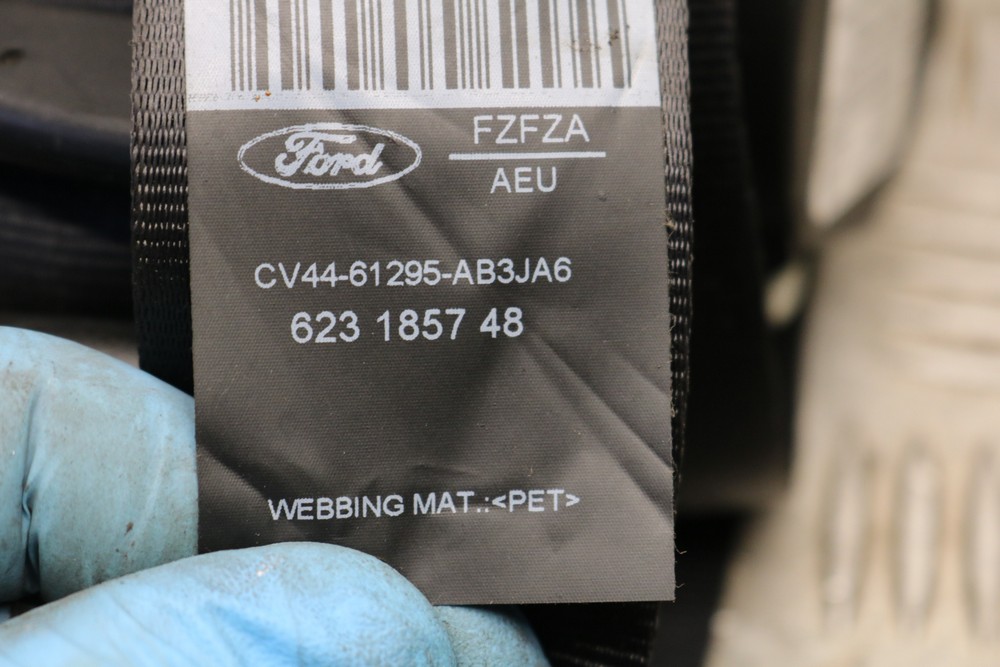 Ford
FZFZA
AEU
CV44-61295-AB3JA6
623 1857 48
WEBBING MAT.:<PET>